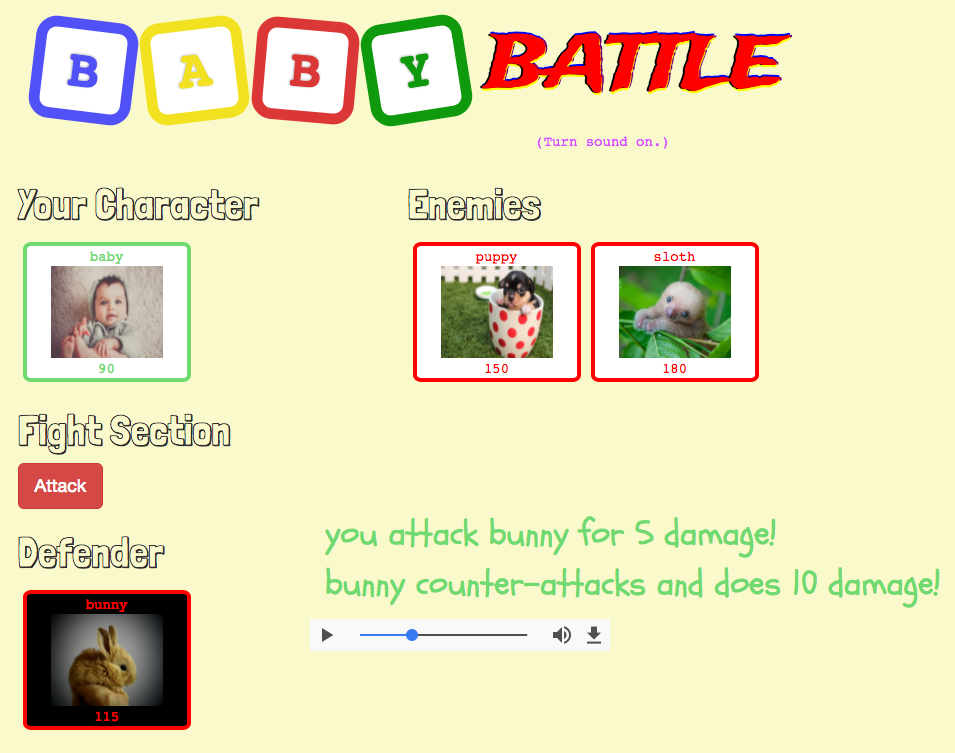 BABY BATTLE
(Turn sound on.)
Your Character
Enemies
baby
90
puppy
150
sloth
180
Fight Section
Attack
Defender
you attack bunny for 5 damage!
bunny counter-attacks and does 10 damage!
bunny
115